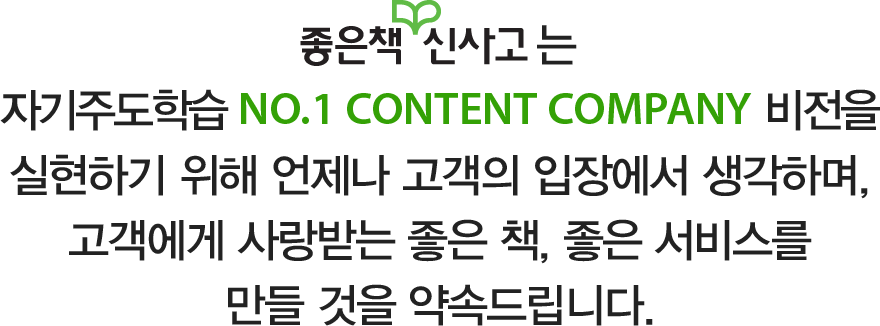 좋은책 신사고 는
자기주도학습 NO.1 CONTENT COMPANY 비전을
실현하기 위해 언제나 고객의 입장에서 생각하며,
고객에게 사랑받는 좋은 책, 좋은 서비스를
만들 것을 약속드립니다.